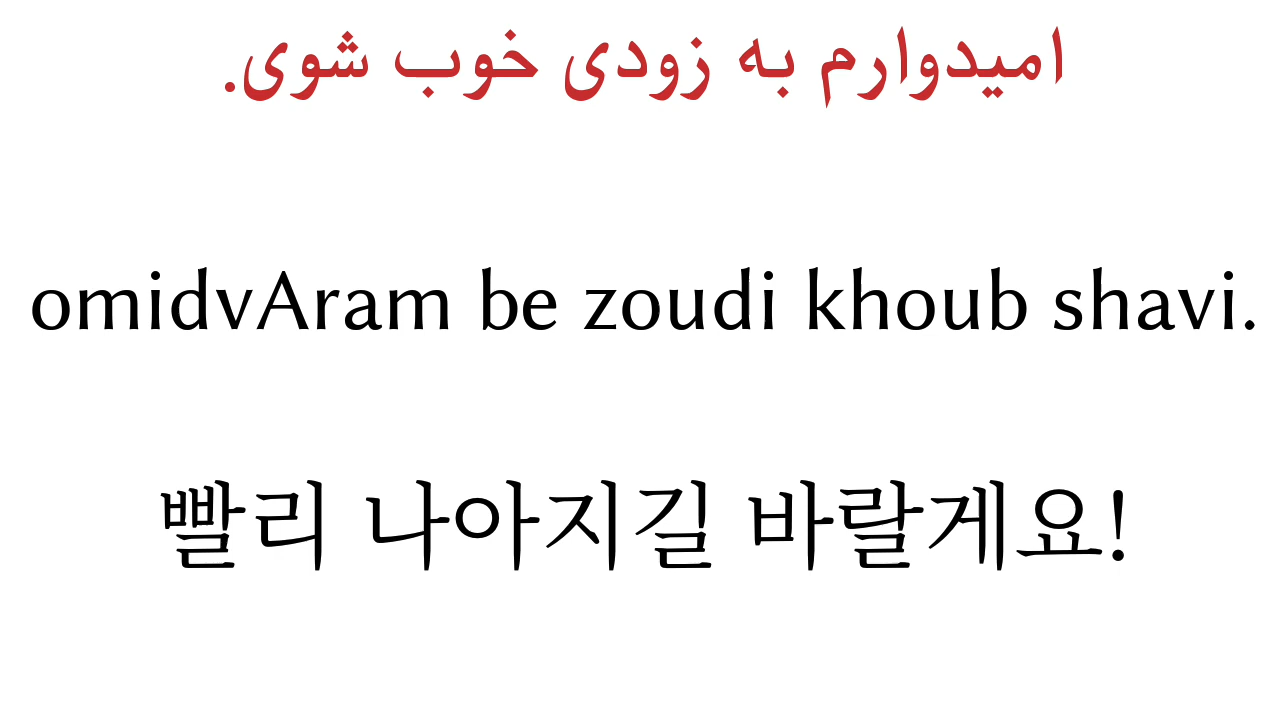 امیدوارم به زودی خوب شوی.
omidvAram be zoudi khoub shavi.
빨리 나아지길 바랄게요!